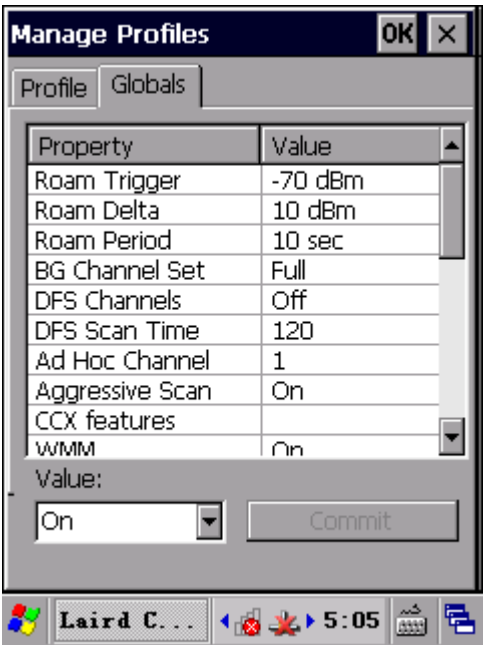 Manage Profiles OK ×
Profile Globals
Property Value
Roam Trigger -70 dBm
Roam Delta 10 dBm
Roam Period 10 sec
BG Channel Set Full
DFS Channels Off
DFS Scan Time 120
Ad Hoc Channel 1
Aggressive Scan On
CCX features
WMM On
Value:
On Commit
Laird C... 5:05